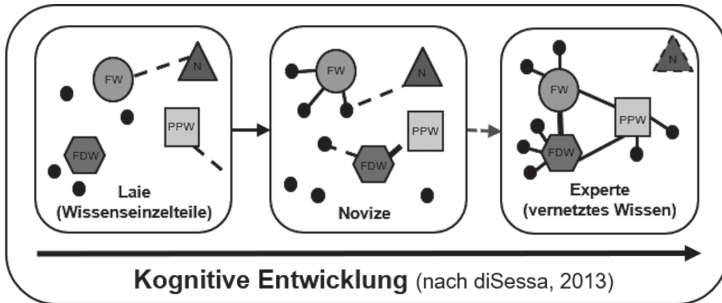 FW
N
PPW
FDW
Laie
(Wissenseinzelteile)
FW
N
PPW
FDW
Novize
FW
N
PPW
FDW
Experte
(vernetztes Wissen)
Kognitive Entwicklung (nach diSessa, 2013)